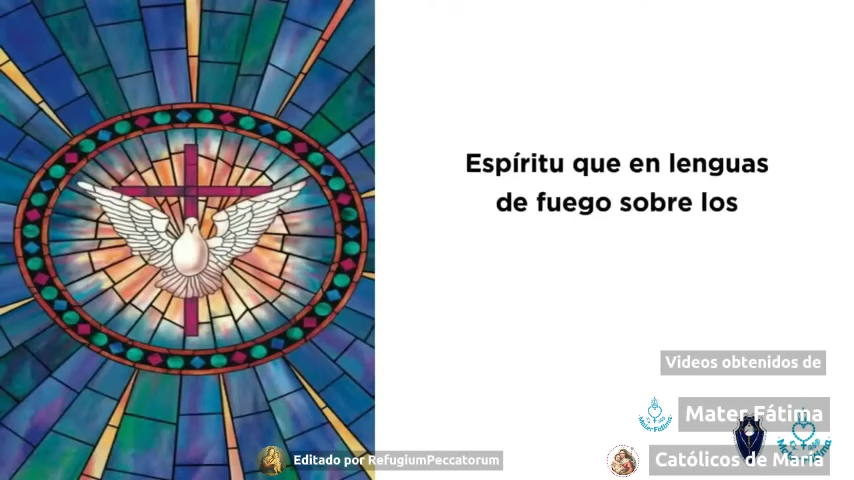 Espíritu que en lenguas
de fuego sobre los
Videos obtenidos de
Mater Fátima
Católicos de María
Editado por RefugiumPeccatorum